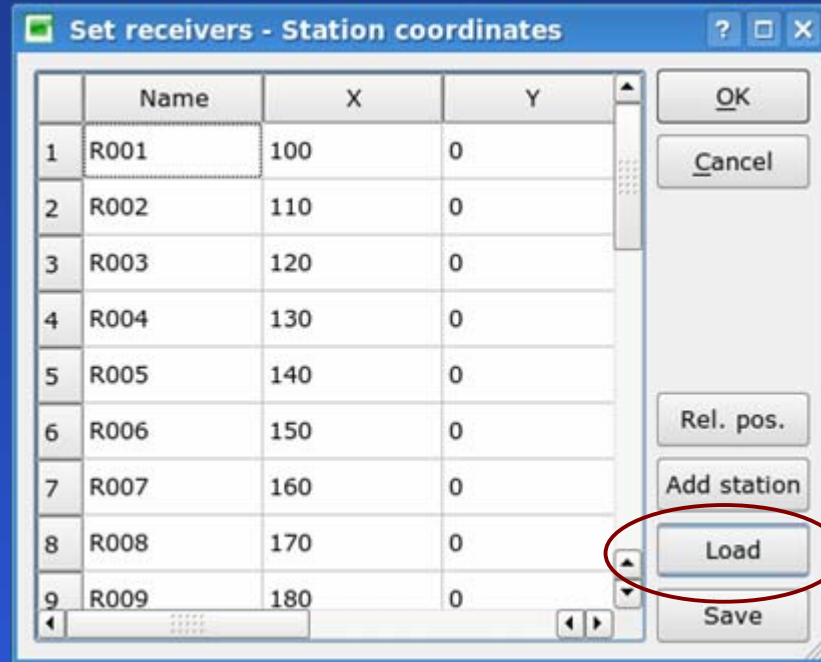 Set receivers - Station coordinates
?
Name X Y
1 R001 100 0
2 R002 110 0
3 R003 120 0
4 R004 130 0
5 R005 140 0
6 R006 150 0
7 R007 160 0
8 R008 170 0
9 R009 180 0
OK
Cancel
Rel. pos.
Add station
Load
Save